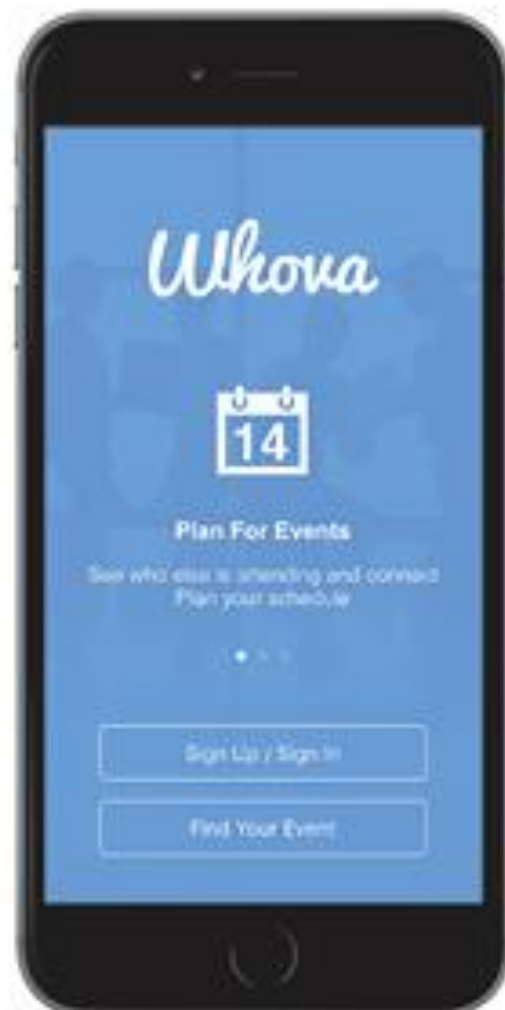 Whova
14
Plan For Events
See who else is attending and connect
Plan your schedule
Sign Up / Sign In
Find Your Event